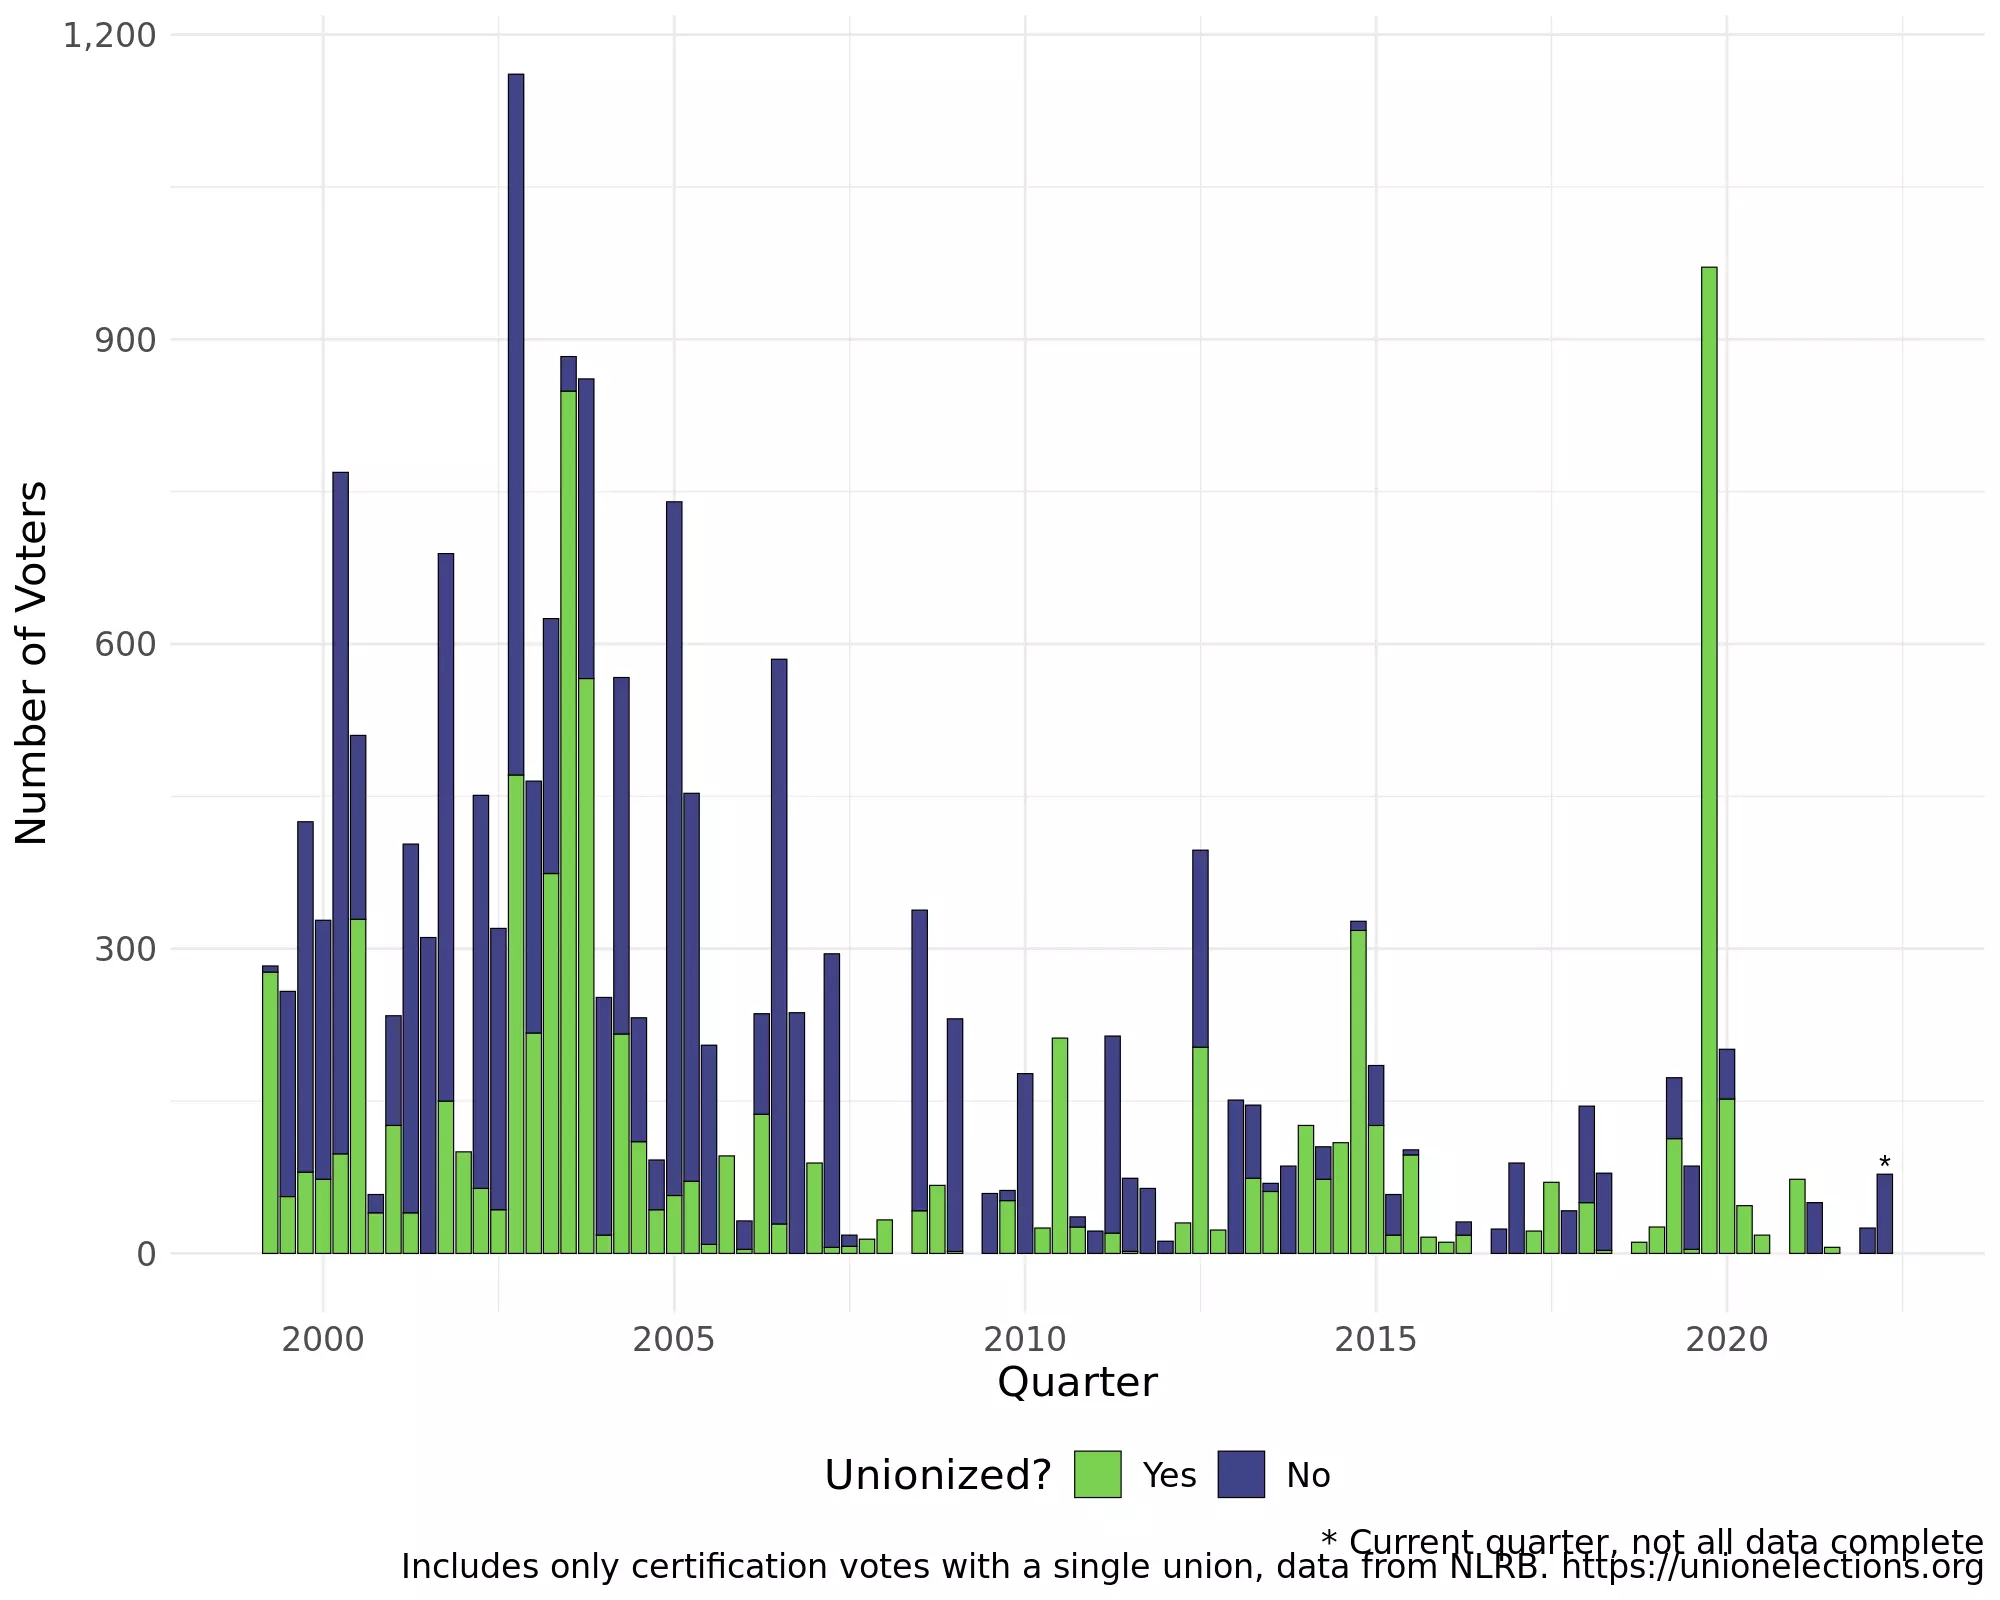 1,200
900
600
300
0
Number of Voters
*
2000 2005 2010 2015 2020
Quarter
Unionized? Yes No
* Current quarter, not all data complete
Includes only certification votes with a single union, data from NLRB. https://unionelections.org